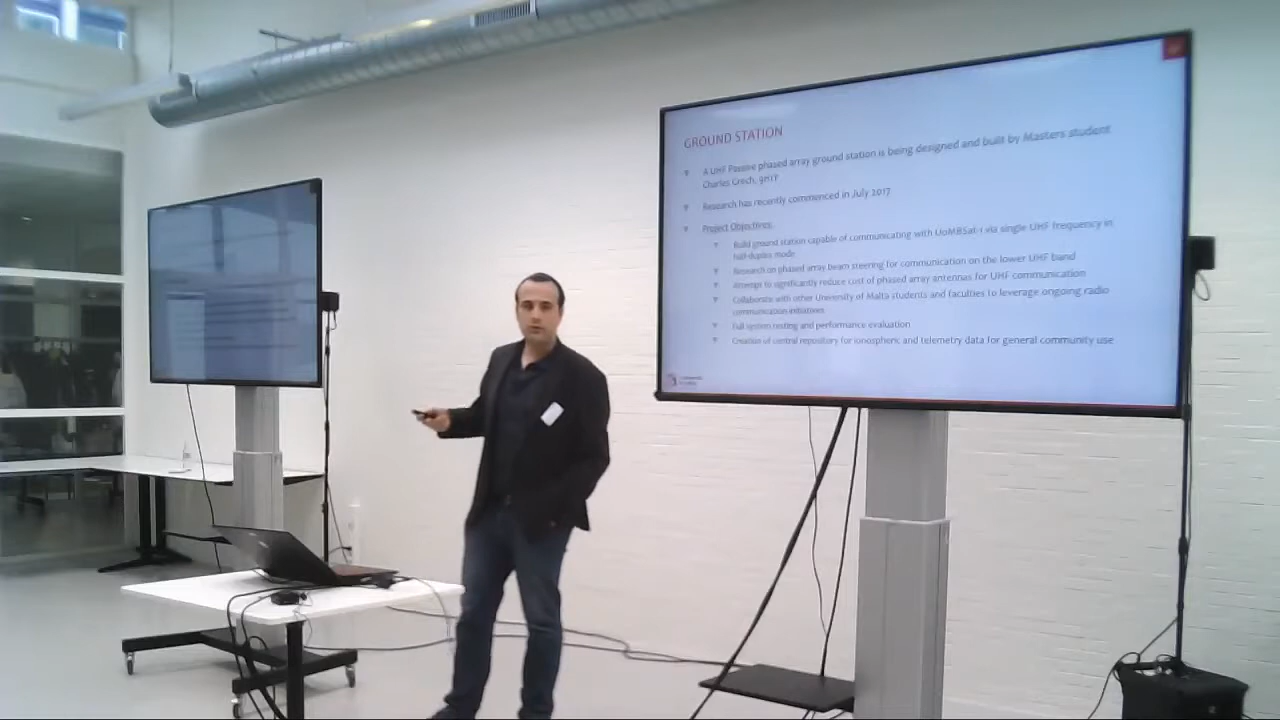 GROUND STATION
A UHF Passive phased array ground station is being designed and built by Masters student
Charles Grech, 9H1Y
Research has recently commenced in July 2017
Project Objectives:
Build ground station capable of communicating with UoMBSat-1 via single UHF frequency in
half-duplex mode
Research on phased array beam steering for communication on the lower UHF band
Attempt to significantly reduce cost of phased array antennas for UHF communication
Collaborate with other University of Malta students and faculties to leverage ongoing radio
communication initiatives
Full system testing and performance evaluation
Creation of central repository for ionospheric and telemetry data for general community use